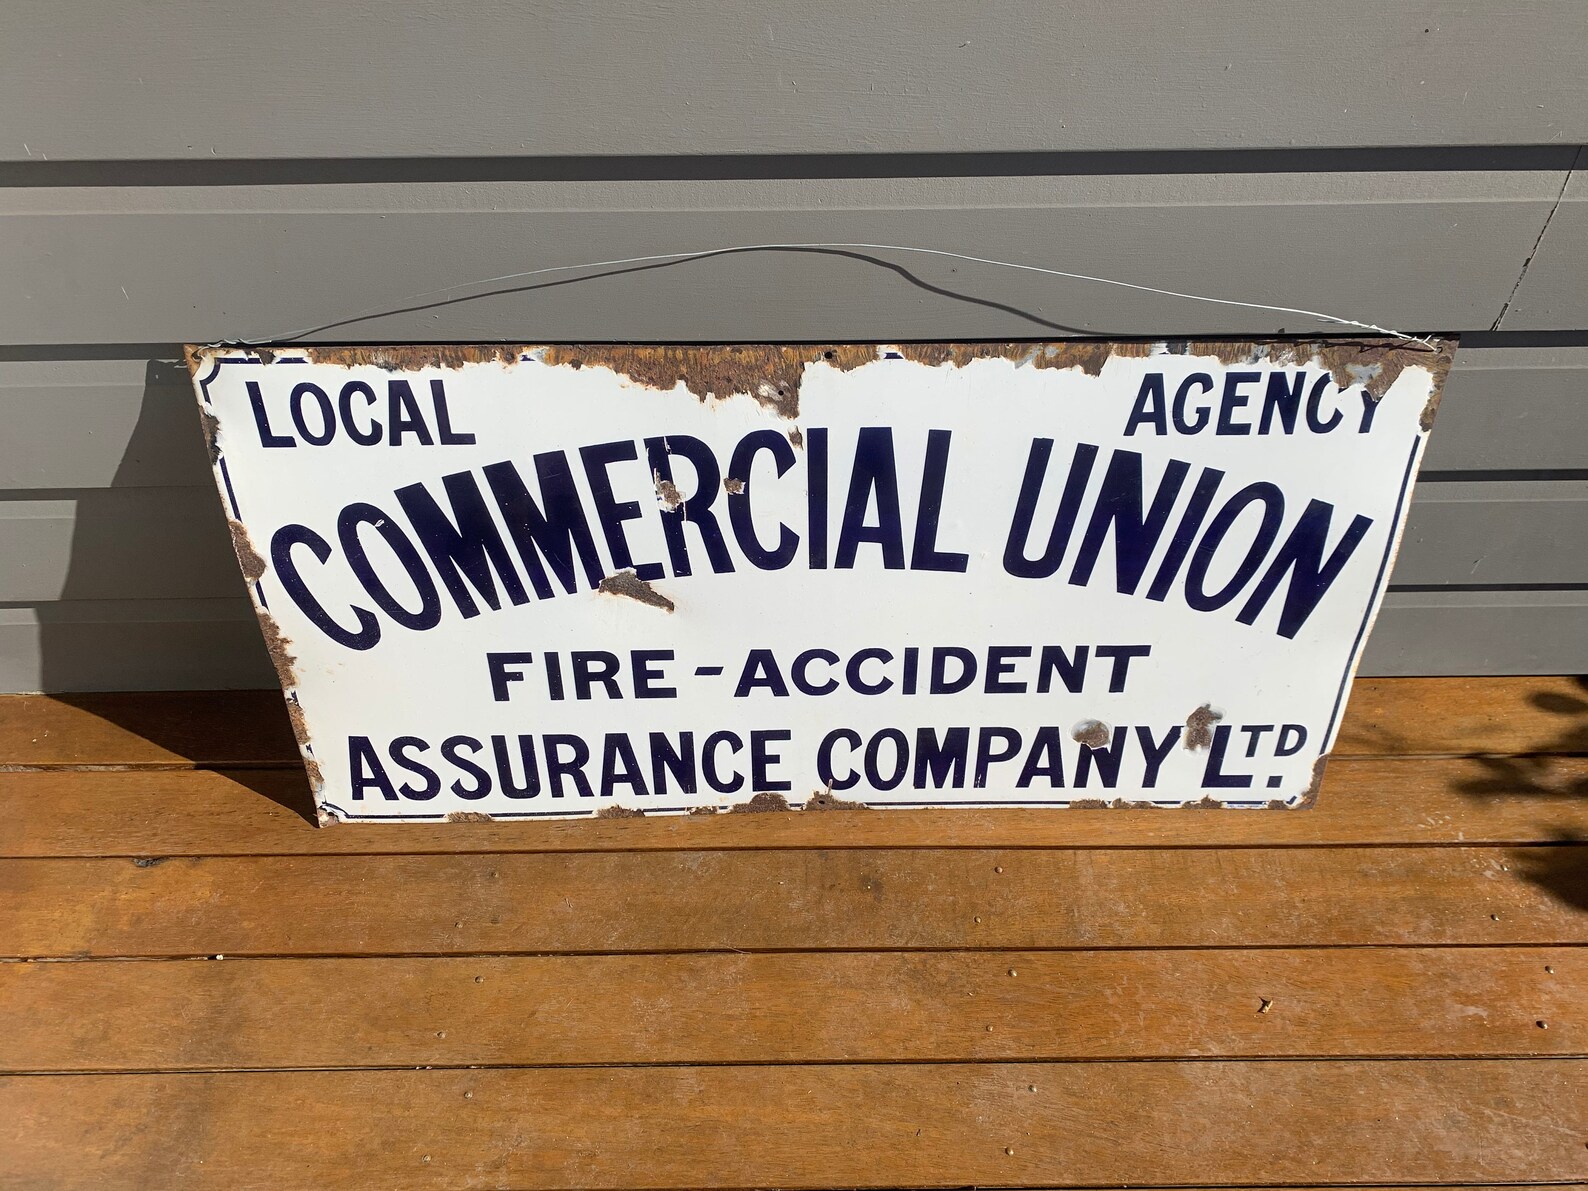 LOCAL AGENCY
COMMERCIAL UNION
FIRE-ACCIDENT
ASSURANCE COMPANY LTD.